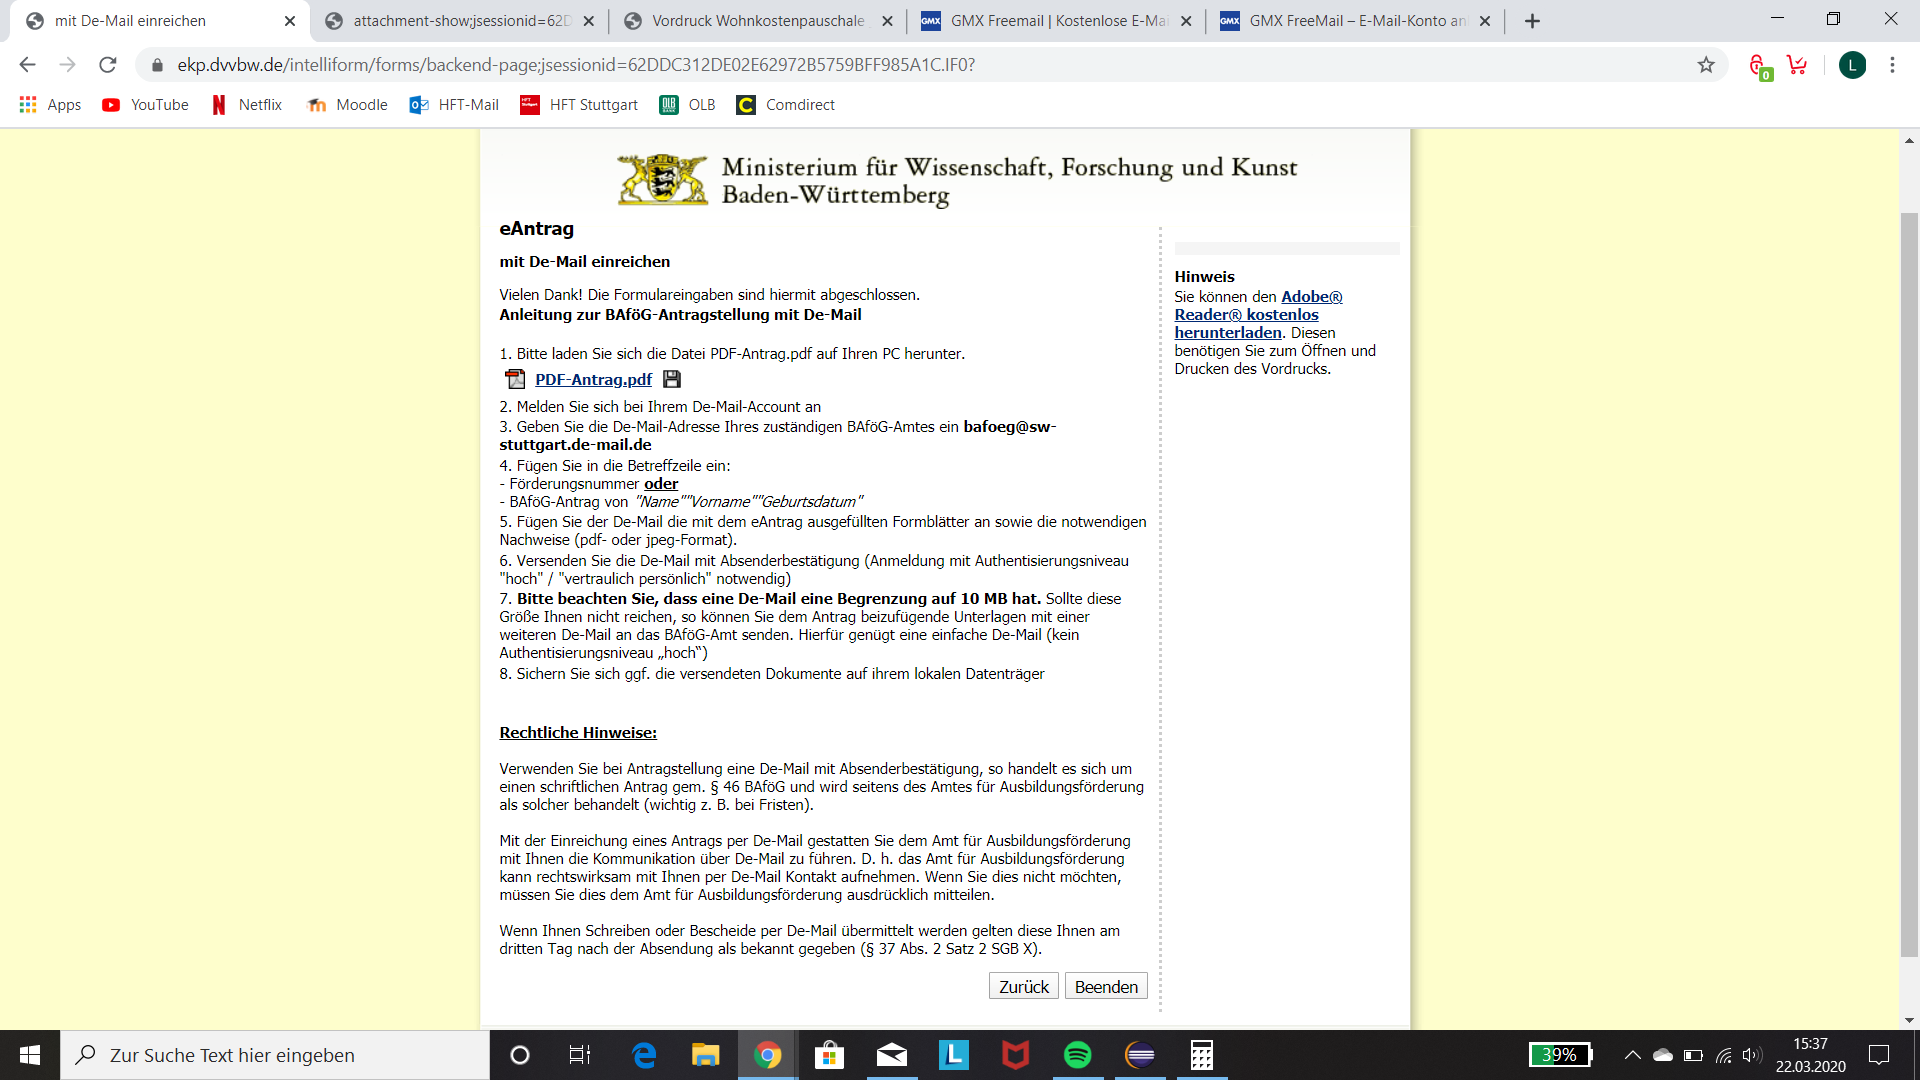 mit De-Mail einreichen
attachment-show;jsessionid=62D
Vordruck Wohnkostenpauschale
GMX Freemail | Kostenlose E-Mai
GMX FreeMail – E-Mail-Konto an
ekp.dvvbw.de/intelliform/forms/backend-page;jsessionid=62DDC312DE02E62972B5759BFF985A1C.IF0?
0
L
Apps
YouTube
Netflix
Moodle
HFT-Mail
HFT Stuttgart
OLB
Comdirect
Ministerium für Wissenschaft, Forschung und Kunst
Baden-Württemberg
eAntrag
mit De-Mail einreichen
Vielen Dank! Die Formulareingaben sind hiermit abgeschlossen.
Anleitung zur BAföG-Antragstellung mit De-Mail
1. Bitte laden Sie sich die Datei PDF-Antrag.pdf auf Ihren PC herunter.
PDF-Antrag.pdf
2. Melden Sie sich bei Ihrem De-Mail-Account an
3. Geben Sie die De-Mail-Adresse Ihres zuständigen BAföG-Amtes ein bafoeg@sw-
stuttgart.de-mail.de
4. Fügen Sie in die Betreffzeile ein:
- Förderungsnummer oder
- BAföG-Antrag von "Name""Vorname""Geburtsdatum"
5. Fügen Sie der De-Mail die mit dem eAntrag ausgefüllten Formblätter an sowie die notwendigen
Nachweise (pdf- oder jpeg-Format).
6. Versenden Sie die De-Mail mit Absenderbestätigung (Anmeldung mit Authentisierungsniveau
"hoch" / "vertraulich persönlich" notwendig)
7. Bitte beachten Sie, dass eine De-Mail eine Begrenzung auf 10 MB hat. Sollte diese
Größe Ihnen nicht reichen, so können Sie dem Antrag beizufügende Unterlagen mit einer
weiteren De-Mail an das BAföG-Amt senden. Hierfür genügt eine einfache De-Mail (kein
Authentisierungsniveau „hoch“)
8. Sichern Sie sich ggf. die versendeten Dokumente auf ihrem lokalen Datenträger
Rechtliche Hinweise:
Verwenden Sie bei Antragstellung eine De-Mail mit Absenderbestätigung, so handelt es sich um
einen schriftlichen Antrag gem. § 46 BAföG und wird seitens des Amtes für Ausbildungsförderung
als solcher behandelt (wichtig z. B. bei Fristen).
Mit der Einreichung eines Antrags per De-Mail gestatten Sie dem Amt für Ausbildungsförderung
mit Ihnen die Kommunikation über De-Mail zu führen. D. h. das Amt für Ausbildungsförderung
kann rechtswirksam mit Ihnen per De-Mail Kontakt aufnehmen. Wenn Sie dies nicht möchten,
müssen Sie dies dem Amt für Ausbildungsförderung ausdrücklich mitteilen.
Wenn Ihnen Schreiben oder Bescheide per De-Mail übermittelt werden gelten diese Ihnen am
dritten Tag nach der Absendung als bekannt gegeben (§ 37 Abs. 2 Satz 2 SGB X).
Zurück
Beenden
Hinweis
Sie können den Adobe®
Reader® kostenlos
herunterladen. Diesen
benötigen Sie zum Öffnen und
Drucken des Vordrucks.
Zur Suche Text hier eingeben
39%
15:37
22.03.2020